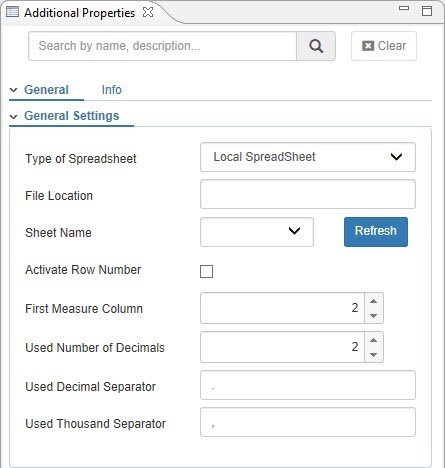 Additional Properties
Search by name, description...
Clear
General Info
General Settings
Type of Spreadsheet Local SpreadSheet
File Location
Sheet Name Refresh
Activate Row Number
First Measure Column 2
Used Number of Decimals 2
Used Decimal Separator .
Used Thousand Separator ,